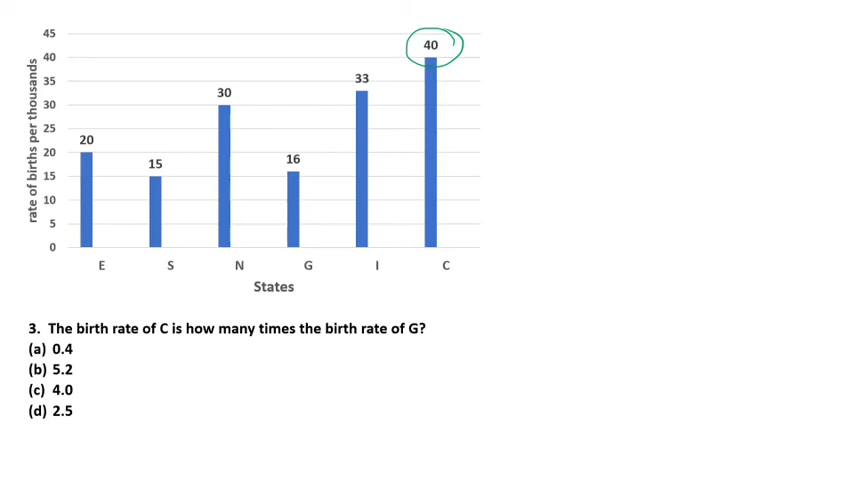 45
40
35
30
25
20
15
10
5
0
rate of births per thousands
20
15
30
16
33
40
E S N G I C
States
3. The birth rate of C is how many times the birth rate of G?
(a) 0.4
(b) 5.2
(c) 4.0
(d) 2.5